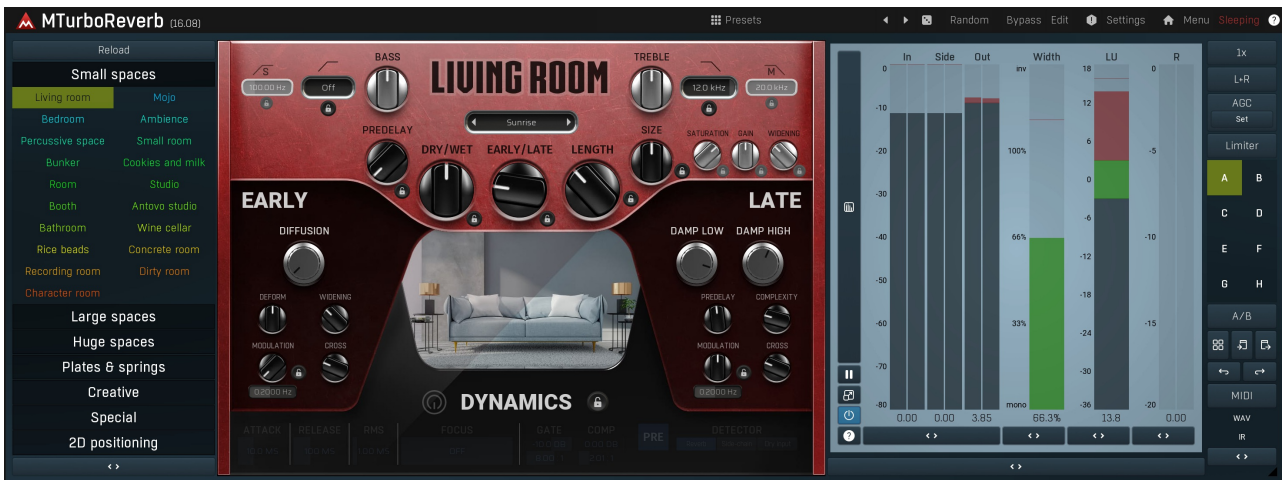 MTurboReverb (16.08)
Presets
Random Bypass Edit Settings Menu Sleeping ?
Reload
Small spaces
Living room Mojo
Bedroom Ambience
Percussive space Small room
Bunker Cookies and milk
Room Studio
Booth Antovo studio
Bathroom Wine cellar
Rice beads Concrete room
Recording room Dirty room
Character room
Large spaces
Huge spaces
Plates & springs
Creative
Special
2D positioning
S BASS LIVING ROOM TREBLE M
100.00 Hz Off 12.0 kHz 20.0 kHz
Sunrise
PREDELAY SIZE SATURATION GAIN WIDENING
DRY/WET EARLY/LATE LENGTH
EARLY LATE
DIFFUSION DAMP LOW DAMP HIGH
DEFORM WIDENING PREDELAY COMPLEXITY
MODULATION CROSS MODULATION CROSS
0.2000 Hz 0.2000 Hz
DYNAMICS
ATTACK RELEASE RMS FOCUS GATE COMP PRE DETECTOR
OFF
In Side Out Width LU R
0 inv 18 0
-10 12
-20 100% 6 -5
-30 0
-40 66% -6 -10
-50 -12
-60 33% -18 -15
-70 -24
-30
-80 mono -36 -20
0.00 0.00 3.85 66.3% 13.8 0.00
?
1x
L+R
AGC
Set
Limiter
A B
C D
E F
G H
A/B
MIDI
WAV
IR